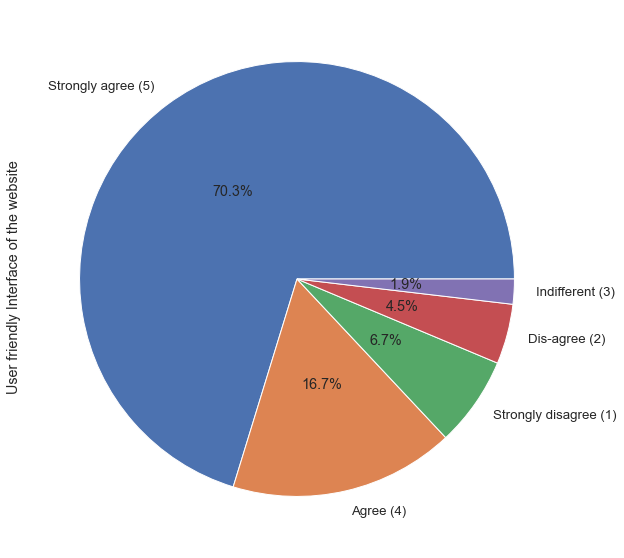 Strongly agree (5)
70.3%
User friendly Interface of the website
1.9%
Indifferent (3)
4.5%
Dis-agree (2)
6.7%
16.7%
Strongly disagree (1)
Agree (4)